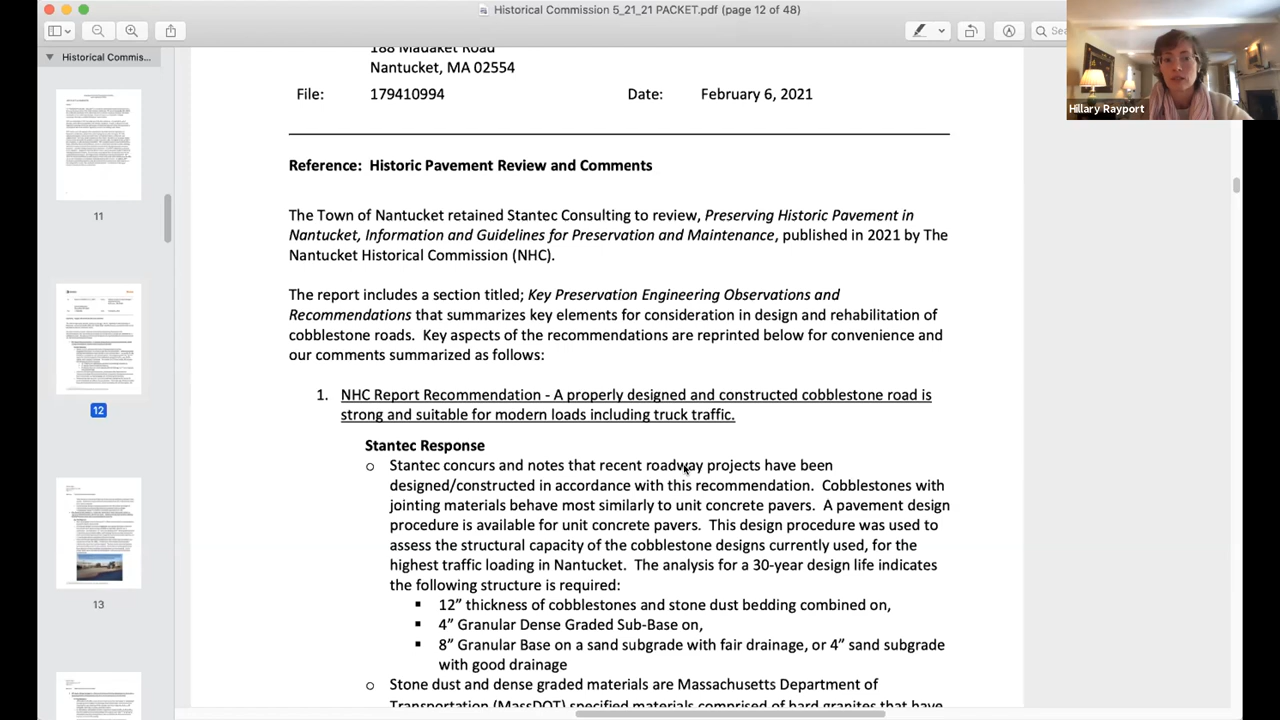 Historical Commission 5_21_21 PACKET.pdf (page 12 of 48)
Historical Commis...
11
12
13
Hillary Rayport
188 Madaket Road
Nantucket, MA 02554
File: 179410994 Date: February 6, 2021
Reference: Historic Pavement Review and Comments
The Town of Nantucket retained Stantec Consulting to review, Preserving Historic Pavement in
Nantucket, Information and Guidelines for Preservation and Maintenance, published in 2021 by The
Nantucket Historical Commission (NHC).
The report includes a section titled; Key Preservation Engineering Observations and
Recommendations that summarizes key elements for consideration in design and rehabilitation of
cobblestone roads. Key aspects of the recommendations are reprinted below for convenience and
our comments summarized as follows:
1. NHC Report Recommendation - A properly designed and constructed cobblestone road is
strong and suitable for modern loads including truck traffic.
Stantec Response
o Stantec concurs and notes that recent roadway projects have been
designed/constructed in accordance with this recommendation. Cobblestones with
jointing materials behave most similarly to unit concrete pavers. A pavement design
procedure is available for unit concrete pavers. This design procedure was used to
assess the structural capacity of the cobblestone designs currently used, for the
highest traffic loading in Nantucket. The analysis for a 30-year design life indicates
the following structure is required:
▪ 12” thickness of cobblestones and stone dust bedding combined on,
▪ 4” Granular Dense Graded Sub-Base on,
▪ 8” Granular Base on a sand subgrade with fair drainage, or 4” sand subgrade
with good drainage
o Stone dust and dense graded materials are Massachusetts Department of